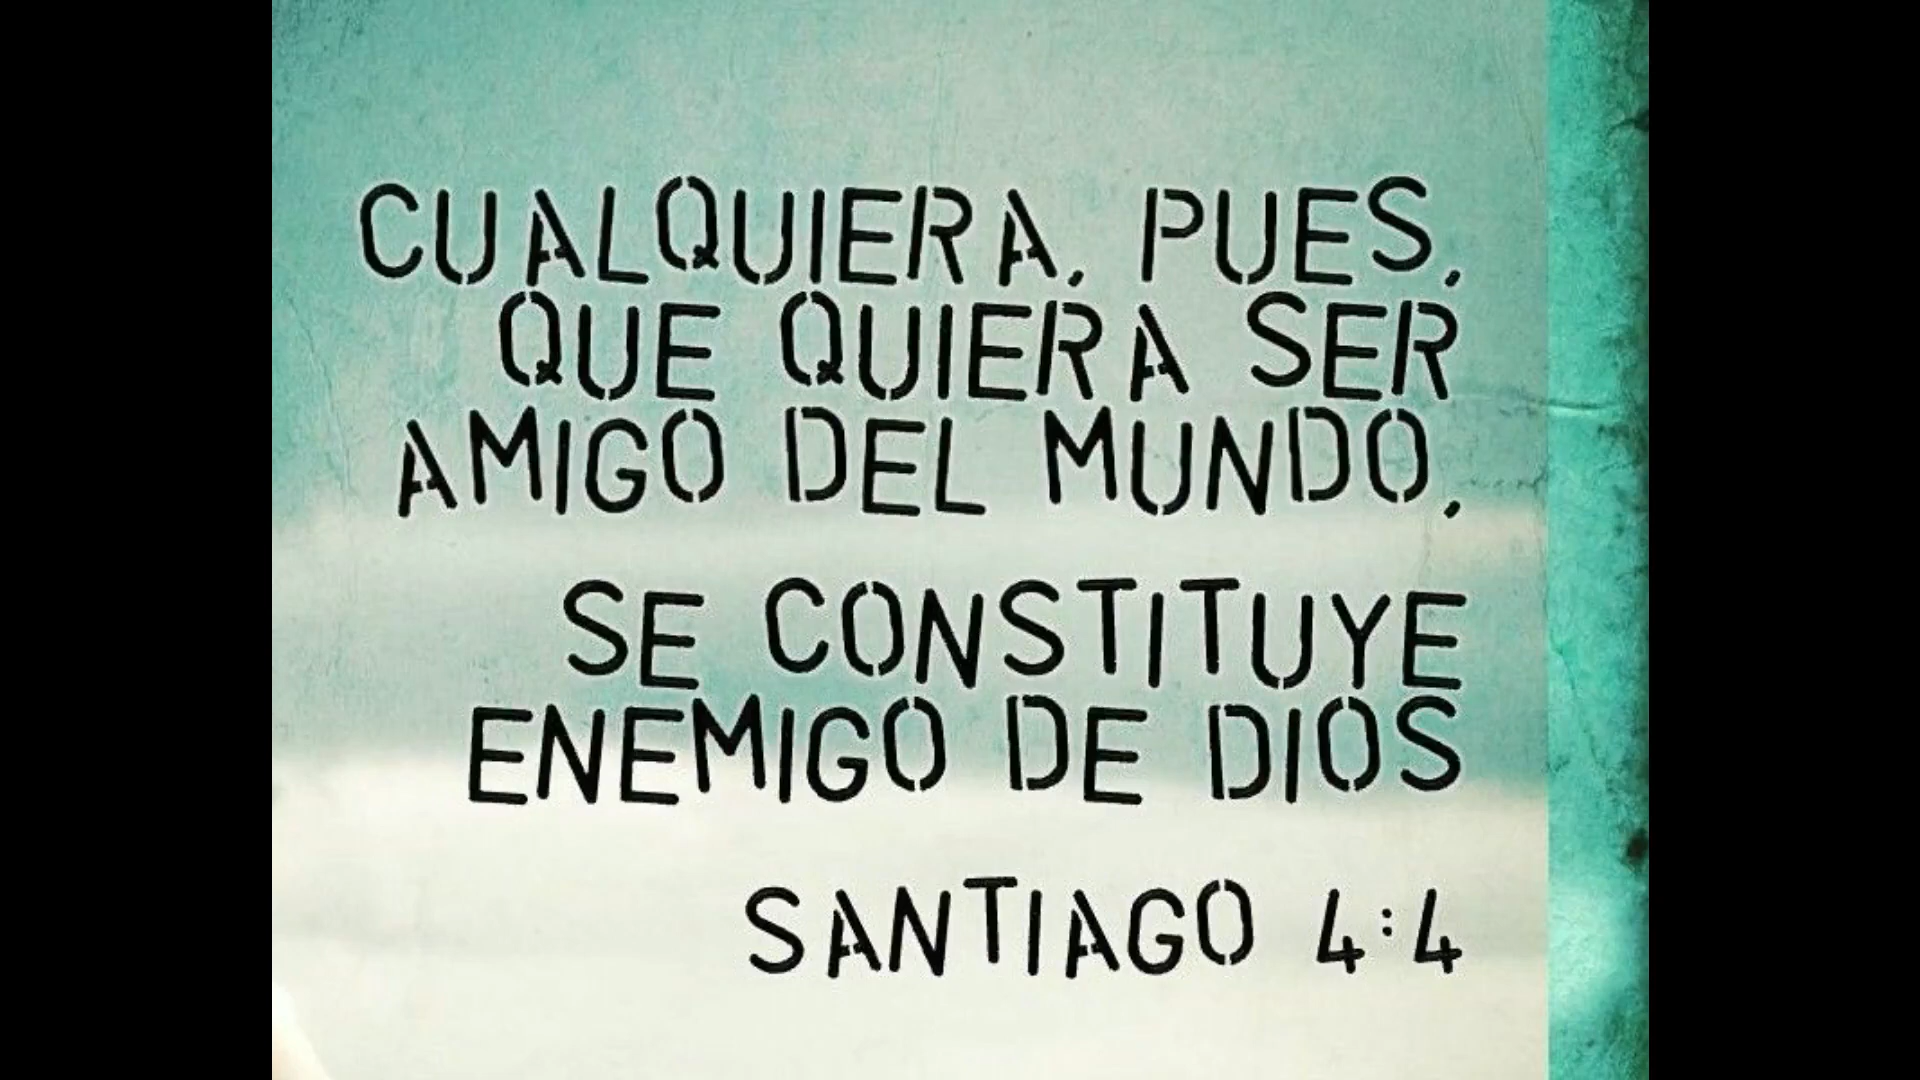 CUALQUIERA, PUES,
QUE QUIERA SER
AMIGO DEL MUNDO,
SE CONSTITUYE
ENEMIGO DE DIOS
SANTIAGO 4:4